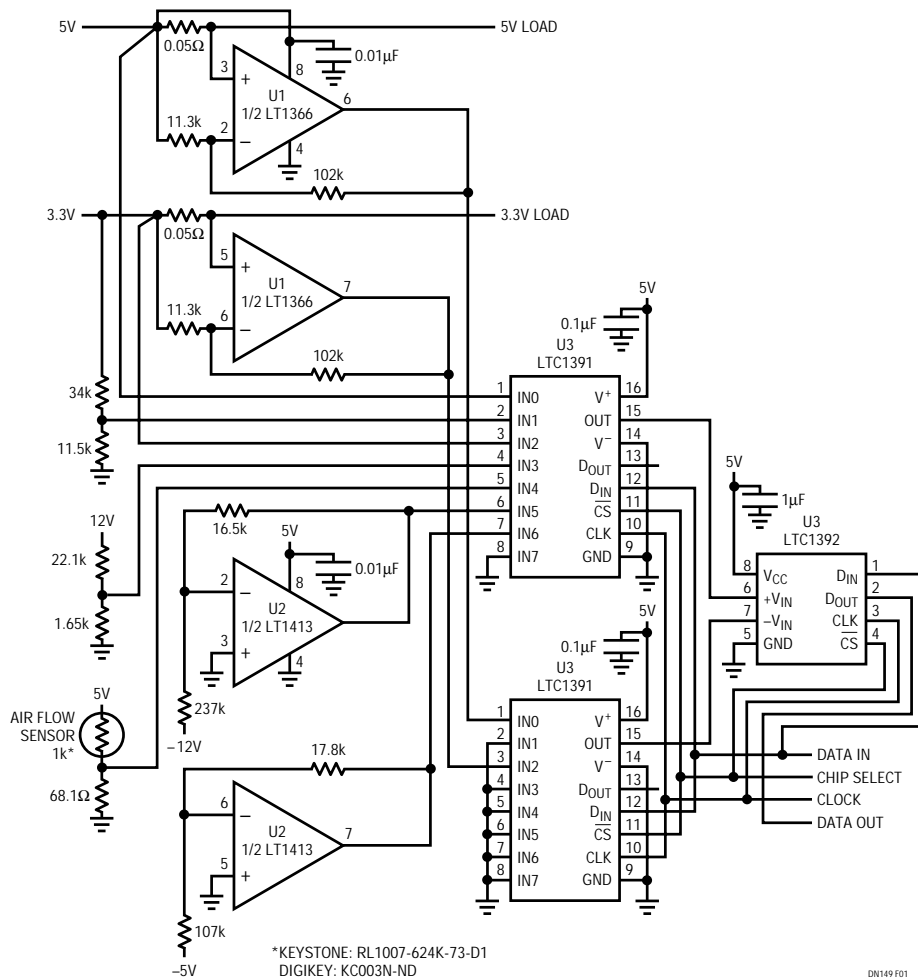 5V
0.05Ω
5V LOAD
0.01µF
3
+
8
U1
1/2 LT1366
6
11.3k
2
−
4
102k
3.3V
0.05Ω
3.3V LOAD
5
+
U1
1/2 LT1366
7
11.3k
6
−
102k
34k
11.5k
12V
22.1k
1.65k
5V
AIR FLOW
SENSOR
1k*
68.1Ω
16.5k
5V
0.01µF
2
−
8
U2
1/2 LT1413
3
+
4
237k
−12V
17.8k
6
−
U2
1/2 LT1413
7
5
+
107k
−5V
5V
0.1µF
U3
LTC1391
1 IN0 V+ 16
2 IN1 OUT 15
3 IN2 V− 14
4 IN3 DOUT 13
5 IN4 DIN 12
6 IN5 CS 11
7 IN6 CLK 10
8 IN7 GND 9
5V
0.1µF
U3
LTC1391
1 IN0 V+ 16
2 IN1 OUT 15
3 IN2 V− 14
4 IN3 DOUT 13
5 IN4 DIN 12
6 IN5 CS 11
7 IN6 CLK 10
8 IN7 GND 9
5V
1µF
U3
LTC1392
8 VCC DIN 1
6 +VIN DOUT 2
7 −VIN CLK 3
5 GND CS 4
DATA IN
CHIP SELECT
CLOCK
DATA OUT
*KEYSTONE: RL1007-624K-73-D1
DIGIKEY: KC003N-ND
DN149 F01